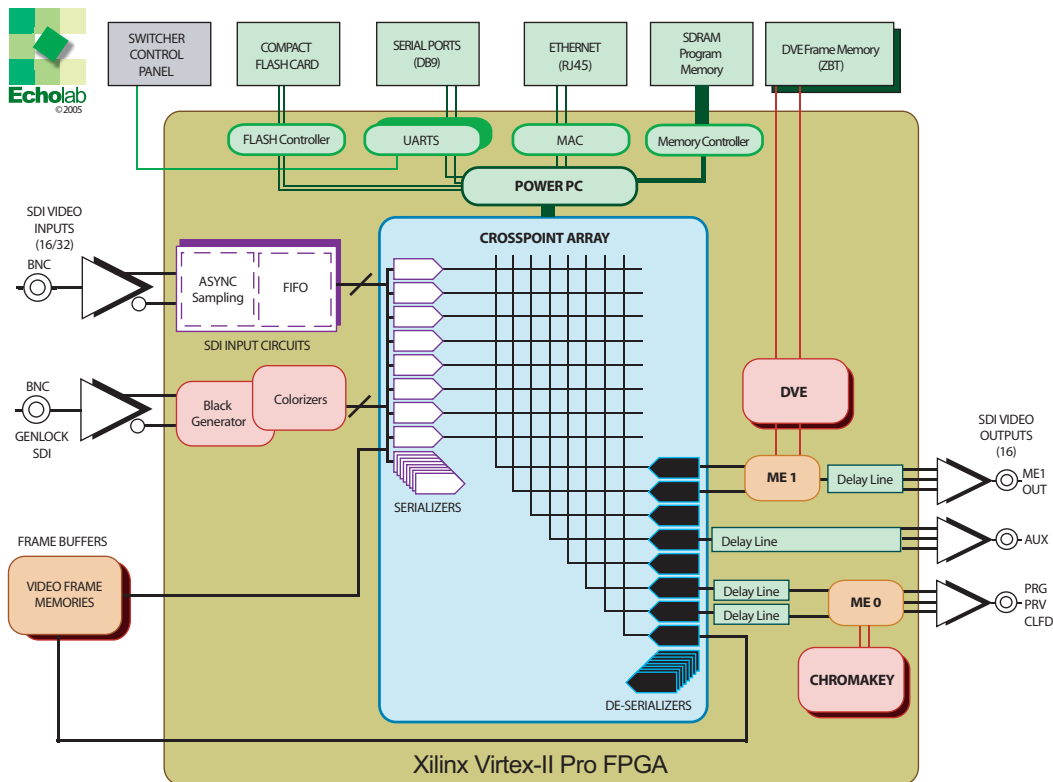 Echolab
©2005
SWITCHER
CONTROL
PANEL
COMPACT
FLASH CARD
SERIAL PORTS
(DB9)
ETHERNET
(RJ45)
SDRAM
Program
Memory
DVE Frame Memory
(ZBT)
FLASH Controller
UARTS
MAC
Memory Controller
POWER PC
SDI VIDEO
INPUTS
(16/32)
BNC
ASYNC
Sampling
FIFO
SDI INPUT CIRCUITS
CROSSPOINT ARRAY
BNC
GENLOCK
SDI
Black
Generator
Colorizers
SERIALIZERS
DVE
ME 1
Delay Line
SDI VIDEO
OUTPUTS
(16)
ME1
OUT
Delay Line
AUX
FRAME BUFFERS
VIDEO FRAME
MEMORIES
Delay Line
Delay Line
ME 0
PRG
PRV
CLFD
CHROMAKEY
DE-SERIALIZERS
Xilinx Virtex-II Pro FPGA